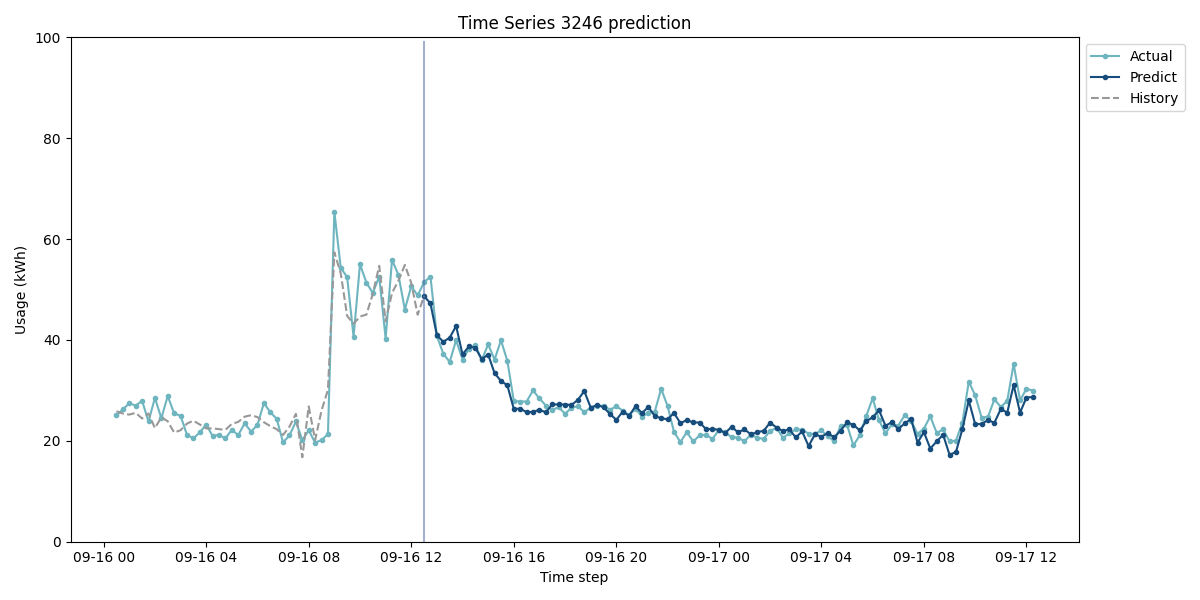 Time Series 3246 prediction
100
80
60
40
20
0
Usage (kWh)
09-16 00 09-16 04 09-16 08 09-16 12 09-16 16 09-16 20 09-17 00 09-17 04 09-17 08 09-17 12
Time step
Actual
Predict
History